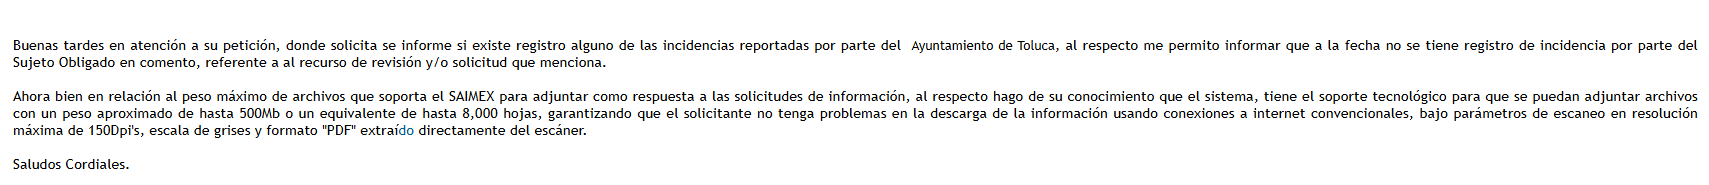 Buenas tardes en atención a su petición, donde solicita se informe si existe registro alguno de las incidencias reportadas por parte del Ayuntamiento de Toluca, al respecto me permito informar que a la fecha no se tiene registro de incidencia por parte del
Sujeto Obligado en comento, referente a al recurso de revisión y/o solicitud que menciona.
Ahora bien en relación al peso máximo de archivos que soporta el SAIMEX para adjuntar como respuesta a las solicitudes de información, al respecto hago de su conocimiento que el sistema, tiene el soporte tecnológico para que se puedan adjuntar archivos
con un peso aproximado de hasta 500Mb o un equivalente de hasta 8,000 hojas, garantizando que el solicitante no tenga problemas en la descarga de la información usando conexiones a internet convencionales, bajo parámetros de escaneo en resolución
máxima de 150Dpi's, escala de grises y formato "PDF" extraído directamente del escáner.
Saludos Cordiales.